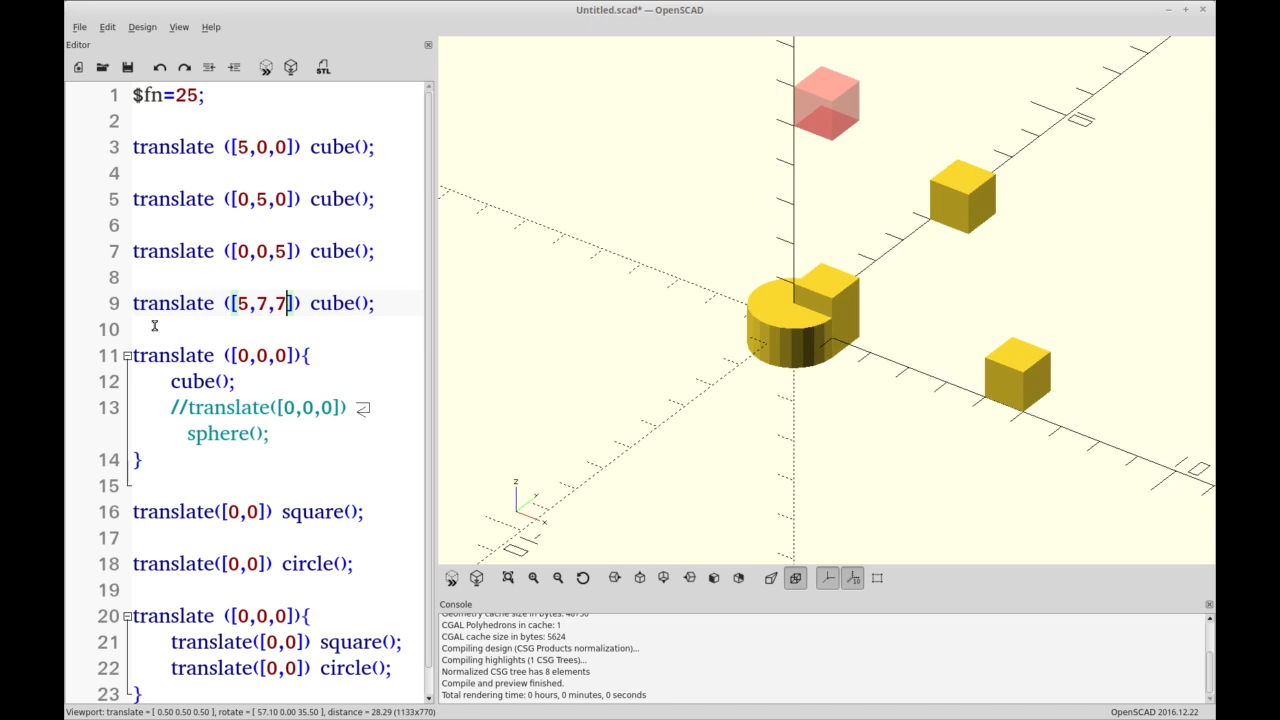 Untitled.scad* — OpenSCAD
File Edit Design View Help
Editor
STL
1 $fn=25;
2
3 translate ([5,0,0]) cube();
4
5 translate ([0,5,0]) cube();
6
7 translate ([0,0,5]) cube();
8
9 translate ([5,7,7]) cube();
10
11 translate ([0,0,0]){
12 cube();
13 //translate([0,0,0])
sphere();
14 }
15
16 translate([0,0]) square();
17
18 translate([0,0]) circle();
19
20 translate ([0,0,0]){
21 translate([0,0]) square();
22 translate([0,0]) circle();
23 }
z
y
x
Console
Geometry cache size in bytes: 48750
CGAL Polyhedrons in cache: 1
CGAL cache size in bytes: 5624
Compiling design (CSG Products normalization)...
Compiling highlights (1 CSG Trees)...
Normalized CSG tree has 8 elements
Compile and preview finished.
Total rendering time: 0 hours, 0 minutes, 0 seconds
Viewport: translate = [ 0.50 0.50 0.50 ], rotate = [ 57.10 0.00 35.50 ], distance = 28.29 (1133x770)
OpenSCAD 2016.12.22